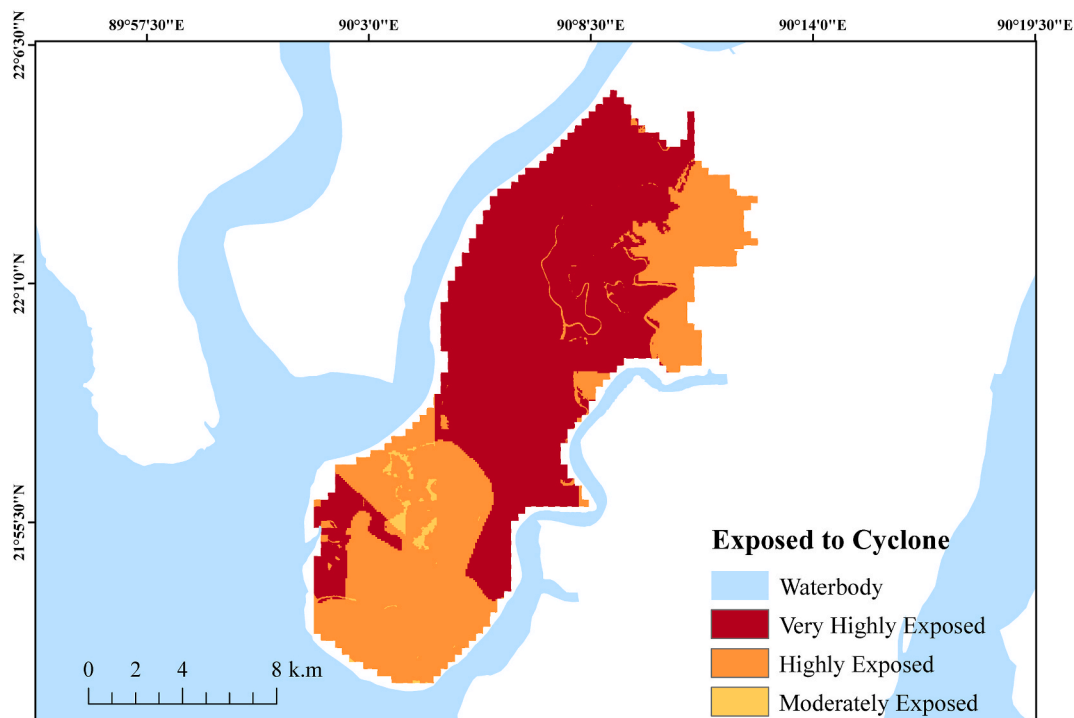 89°57'30"E 90°3'0"E 90°8'30"E 90°14'0"E 90°19'30"E
22°6'30"N
22°1'0"N
21°55'30"N
Exposed to Cyclone
Waterbody
Very Highly Exposed
Highly Exposed
Moderately Exposed
0 2 4 8 k.m